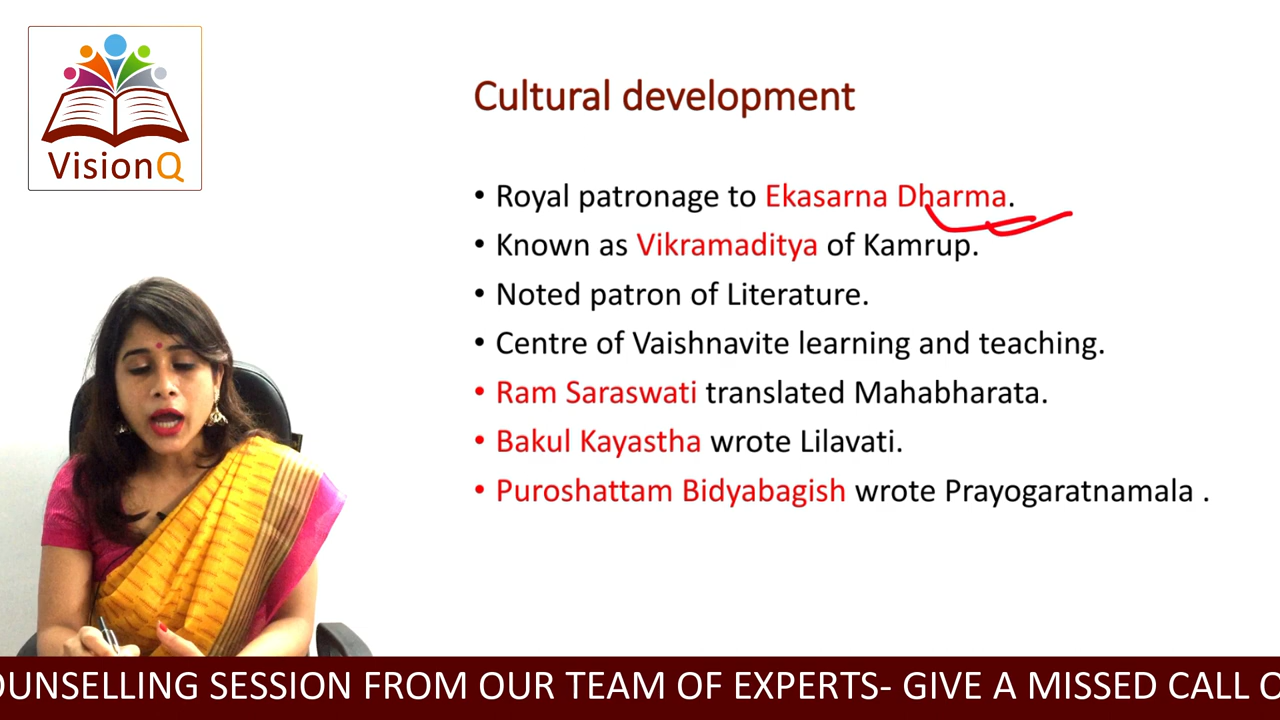 VisionQ
Cultural development
• Royal patronage to Ekasarna Dharma.
• Known as Vikramaditya of Kamrup.
• Noted patron of Literature.
• Centre of Vaishnavite learning and teaching.
• Ram Saraswati translated Mahabharata.
• Bakul Kayastha wrote Lilavati.
• Puroshattam Bidyabagish wrote Prayogaratnamala .
OUNSELLING SESSION FROM OUR TEAM OF EXPERTS- GIVE A MISSED CALL O